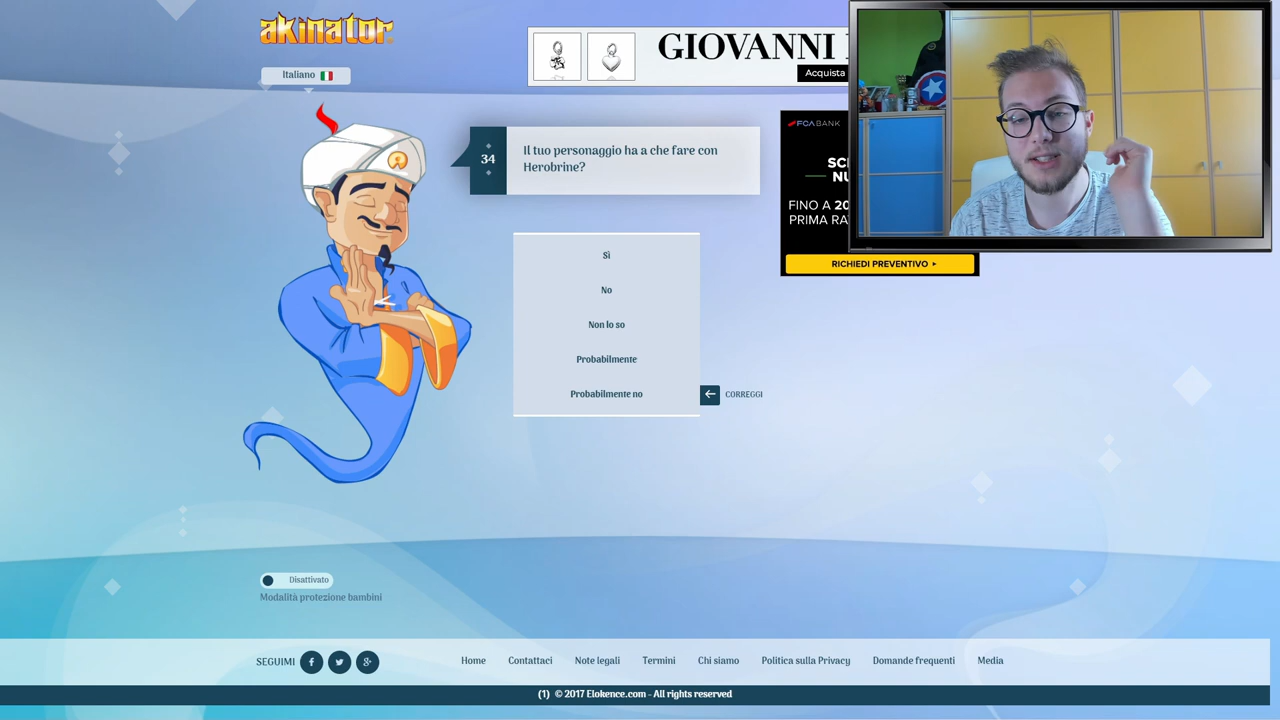 akinator
Italiano
GIOVANNI
Acquista
34
Il tuo personaggio ha a che fare con
Herobrine?
FCA BANK
FINO A 20
PRIMA RA
RICHIEDI PREVENTIVO
Sì
No
Non lo so
Probabilmente
Probabilmente no
CORREGGI
Disattivato
Modalità protezione bambini
SEGUIMI
Home Contattaci Note legali Termini Chi siamo Politica sulla Privacy Domande frequenti Media
(1) © 2017 Elokence.com - All rights reserved